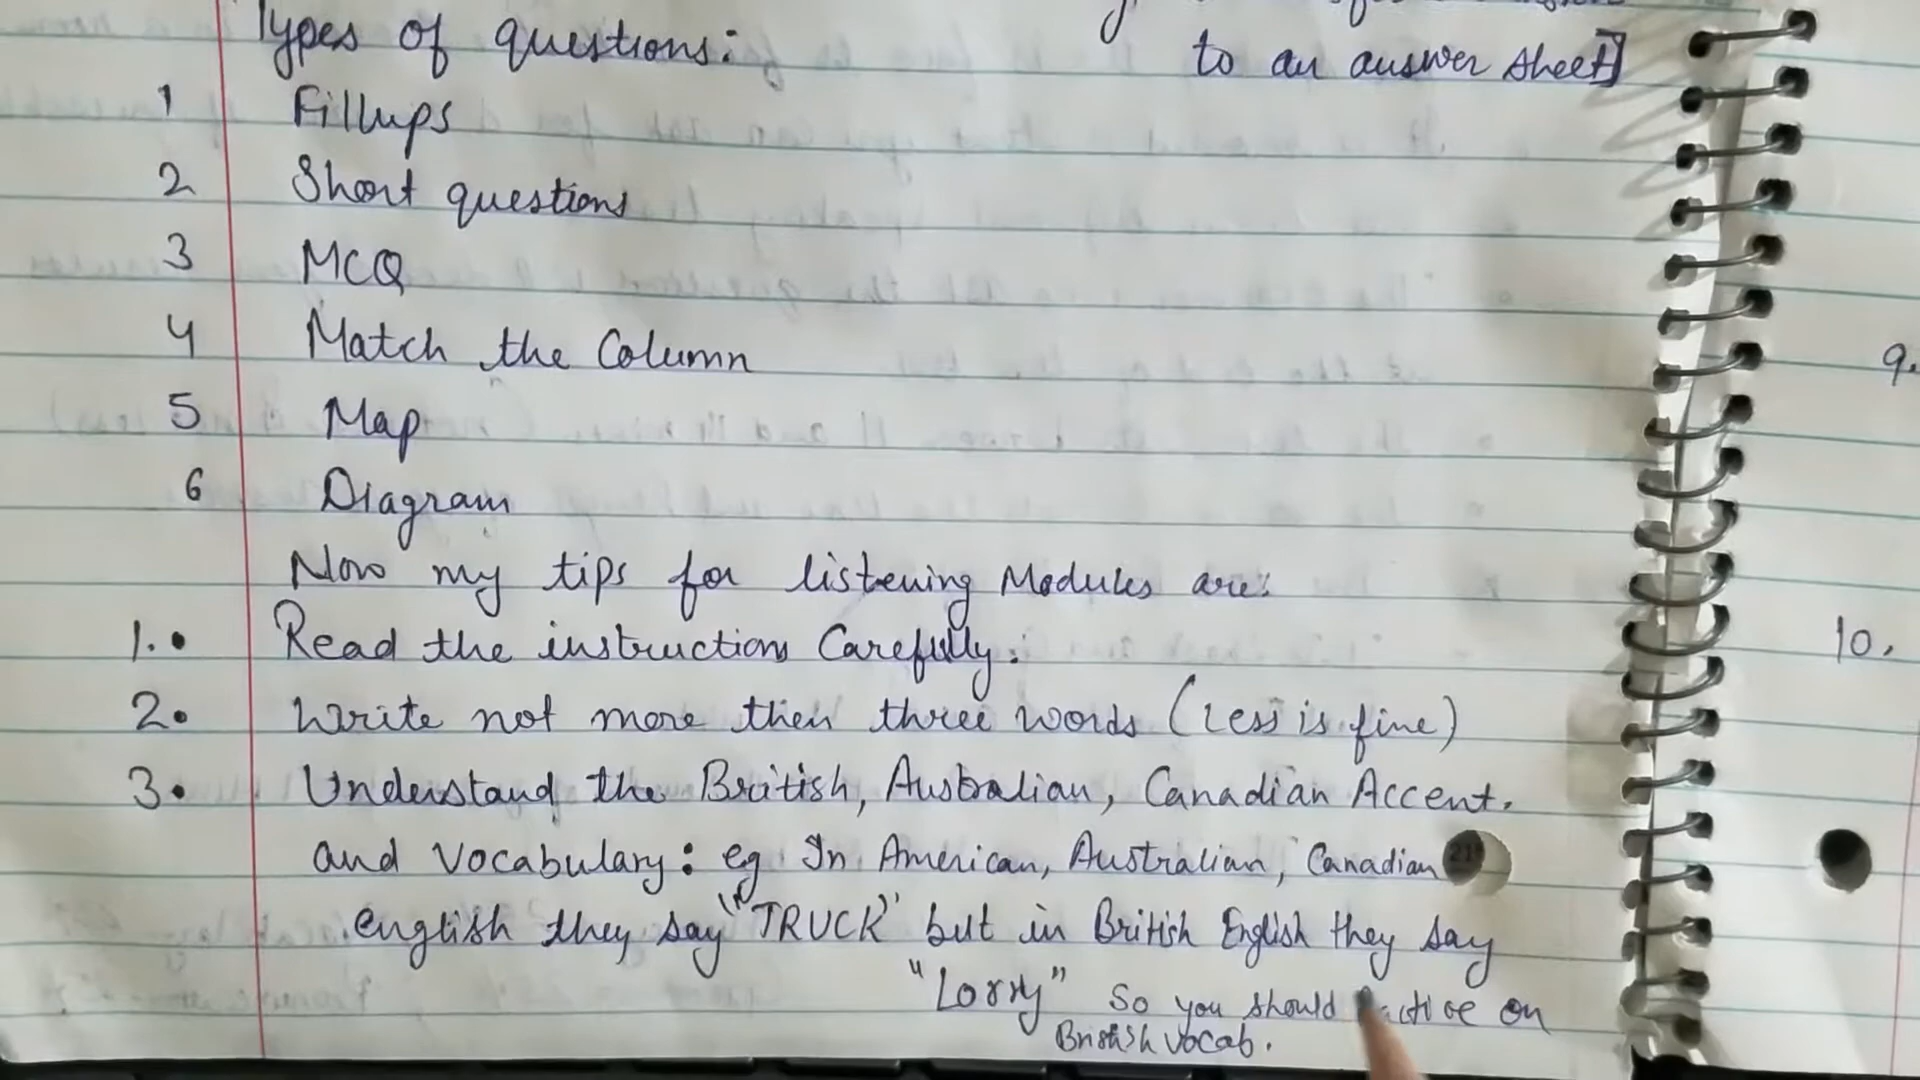 Types of questions:
to an answer sheet]
1 Fillups
2 Short questions
3 MCQ
4 Match the Column
5 Map
6 Diagram
Now my tips for listening Modules are:
1. • Read the instructions Carefully.
2. Write not more then three words (Less is fine)
3. Understand the British, Australian, Canadian Accent.
and Vocabulary: eg In American, Australian, Canadian
english they say "TRUCK" but in British English they say
"Lorry" So you should on
British Vocab.
9.
10.